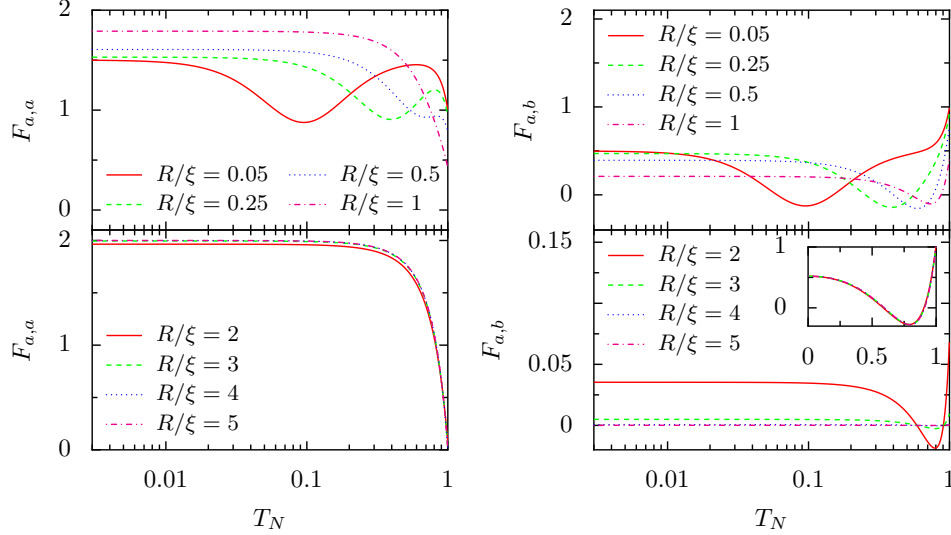 2
1
0
F_{a,a}
R/ξ = 0.05
R/ξ = 0.25
R/ξ = 0.5
R/ξ = 1
2
1
0
F_{a,b}
R/ξ = 0.05
R/ξ = 0.25
R/ξ = 0.5
R/ξ = 1
2
1
0
F_{a,a}
R/ξ = 2
R/ξ = 3
R/ξ = 4
R/ξ = 5
0.01
0.1
1
T_N
0.15
0.05
0
F_{a,b}
R/ξ = 2
R/ξ = 3
R/ξ = 4
R/ξ = 5
1
0
0
0.5
1
0.01
0.1
1
T_N